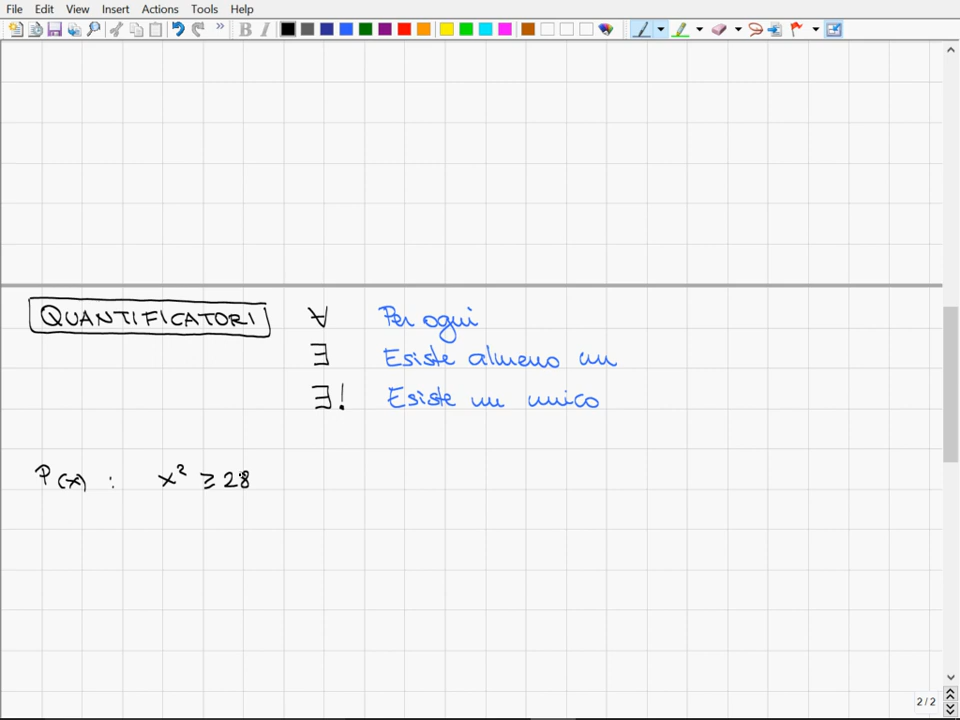 File Edit View Insert Actions Tools Help
B I
QUANTIFICATORI ∀ Per ogni
∃ Esiste almeno un
∃! Esiste un unico
P(x) : x² ≥ 28
2 / 2